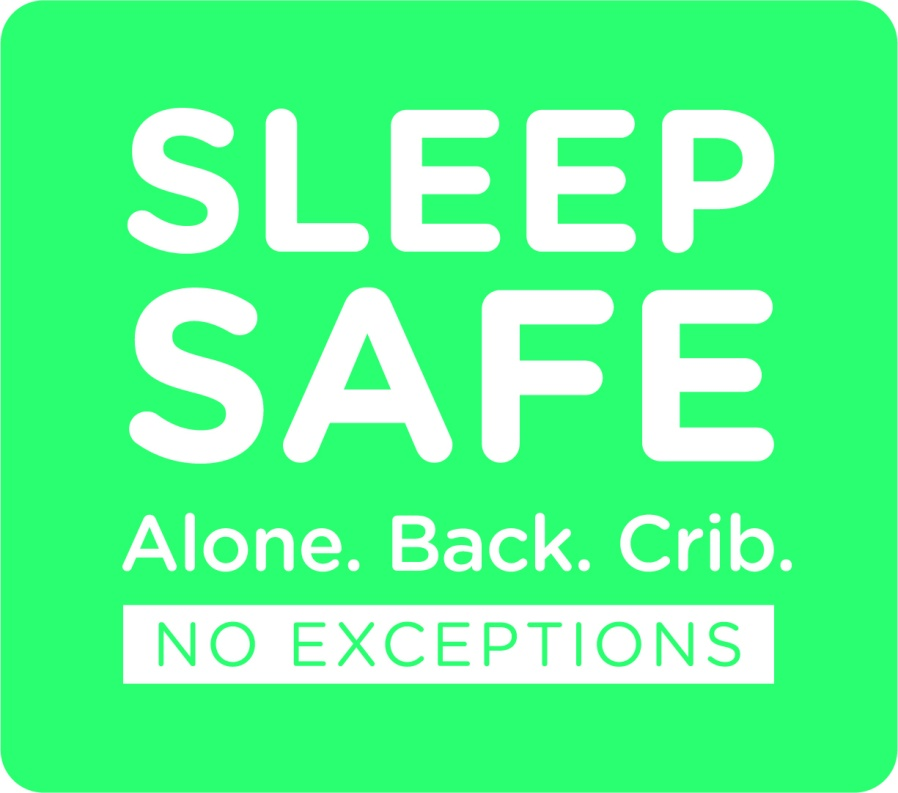 SLEEP
SAFE
Alone. Back. Crib.
NO EXCEPTIONS